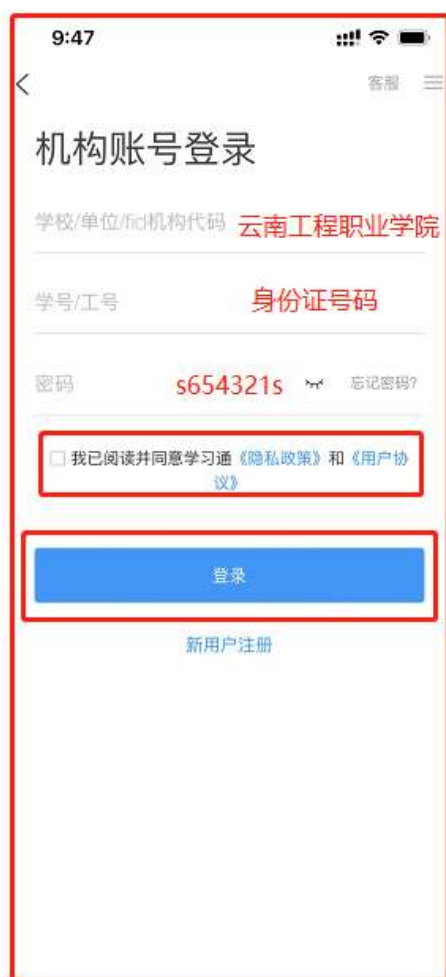 9:47
客服
机构账号登录
学校/单位/fid机构代码 云南工程职业学院
学号/工号 身份证号码
密码 s654321s 忘记密码?
我已阅读并同意学习通《隐私政策》和《用户协
议》
登录
新用户注册